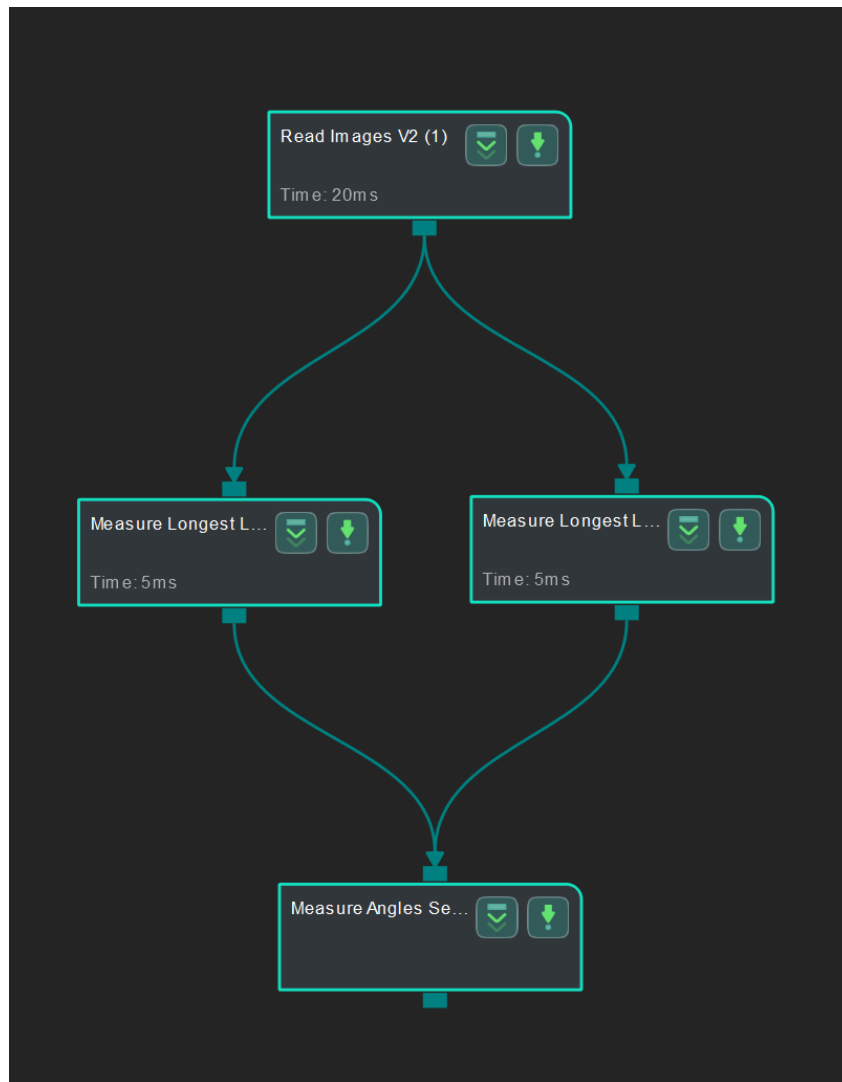 Read Images V2 (1)
Time: 20ms
Measure Longest L...
Time: 5ms
Measure Longest L...
Time: 5ms
Measure Angles Se...